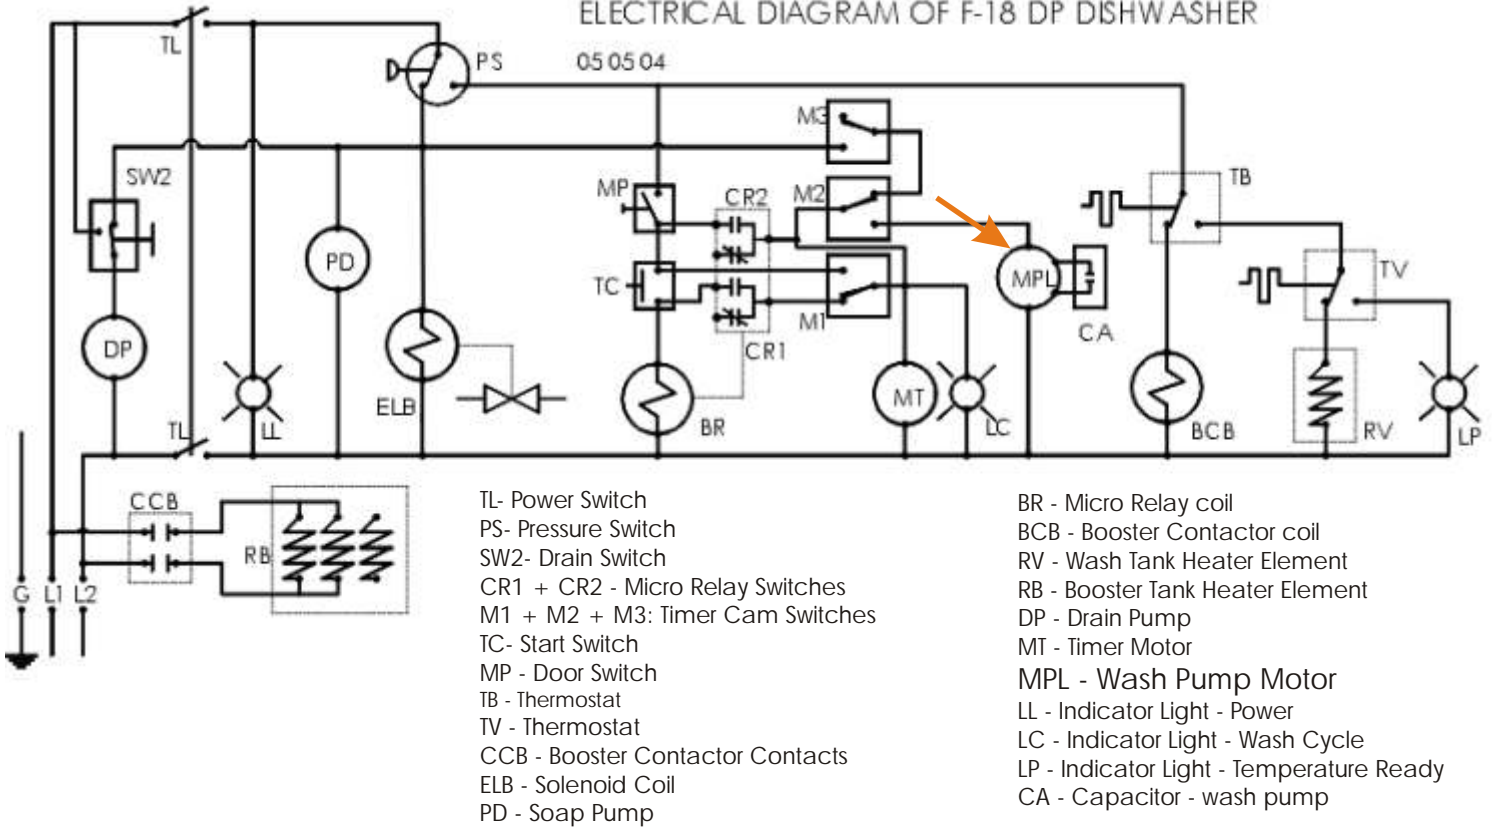 ELECTRICAL DIAGRAM OF F-18 DP DISHWASHER
TL
PS
05 05 04
M3
SW2
MP
CR2
M2
TB
PD
MPL
TC
TV
M1
CA
CR1
DP
MT
ELB
LL
BR
LC
BCB
RV
LP
TL
CCB
RB
G L1 L2
TL- Power Switch
PS- Pressure Switch
SW2- Drain Switch
CR1 + CR2 - Micro Relay Switches
M1 + M2 + M3: Timer Cam Switches
TC- Start Switch
MP - Door Switch
TB - Thermostat
TV - Thermostat
CCB - Booster Contactor Contacts
ELB - Solenoid Coil
PD - Soap Pump
BR - Micro Relay coil
BCB - Booster Contactor coil
RV - Wash Tank Heater Element
RB - Booster Tank Heater Element
DP - Drain Pump
MT - Timer Motor
MPL - Wash Pump Motor
LL - Indicator Light - Power
LC - Indicator Light - Wash Cycle
LP - Indicator Light - Temperature Ready
CA - Capacitor - wash pump